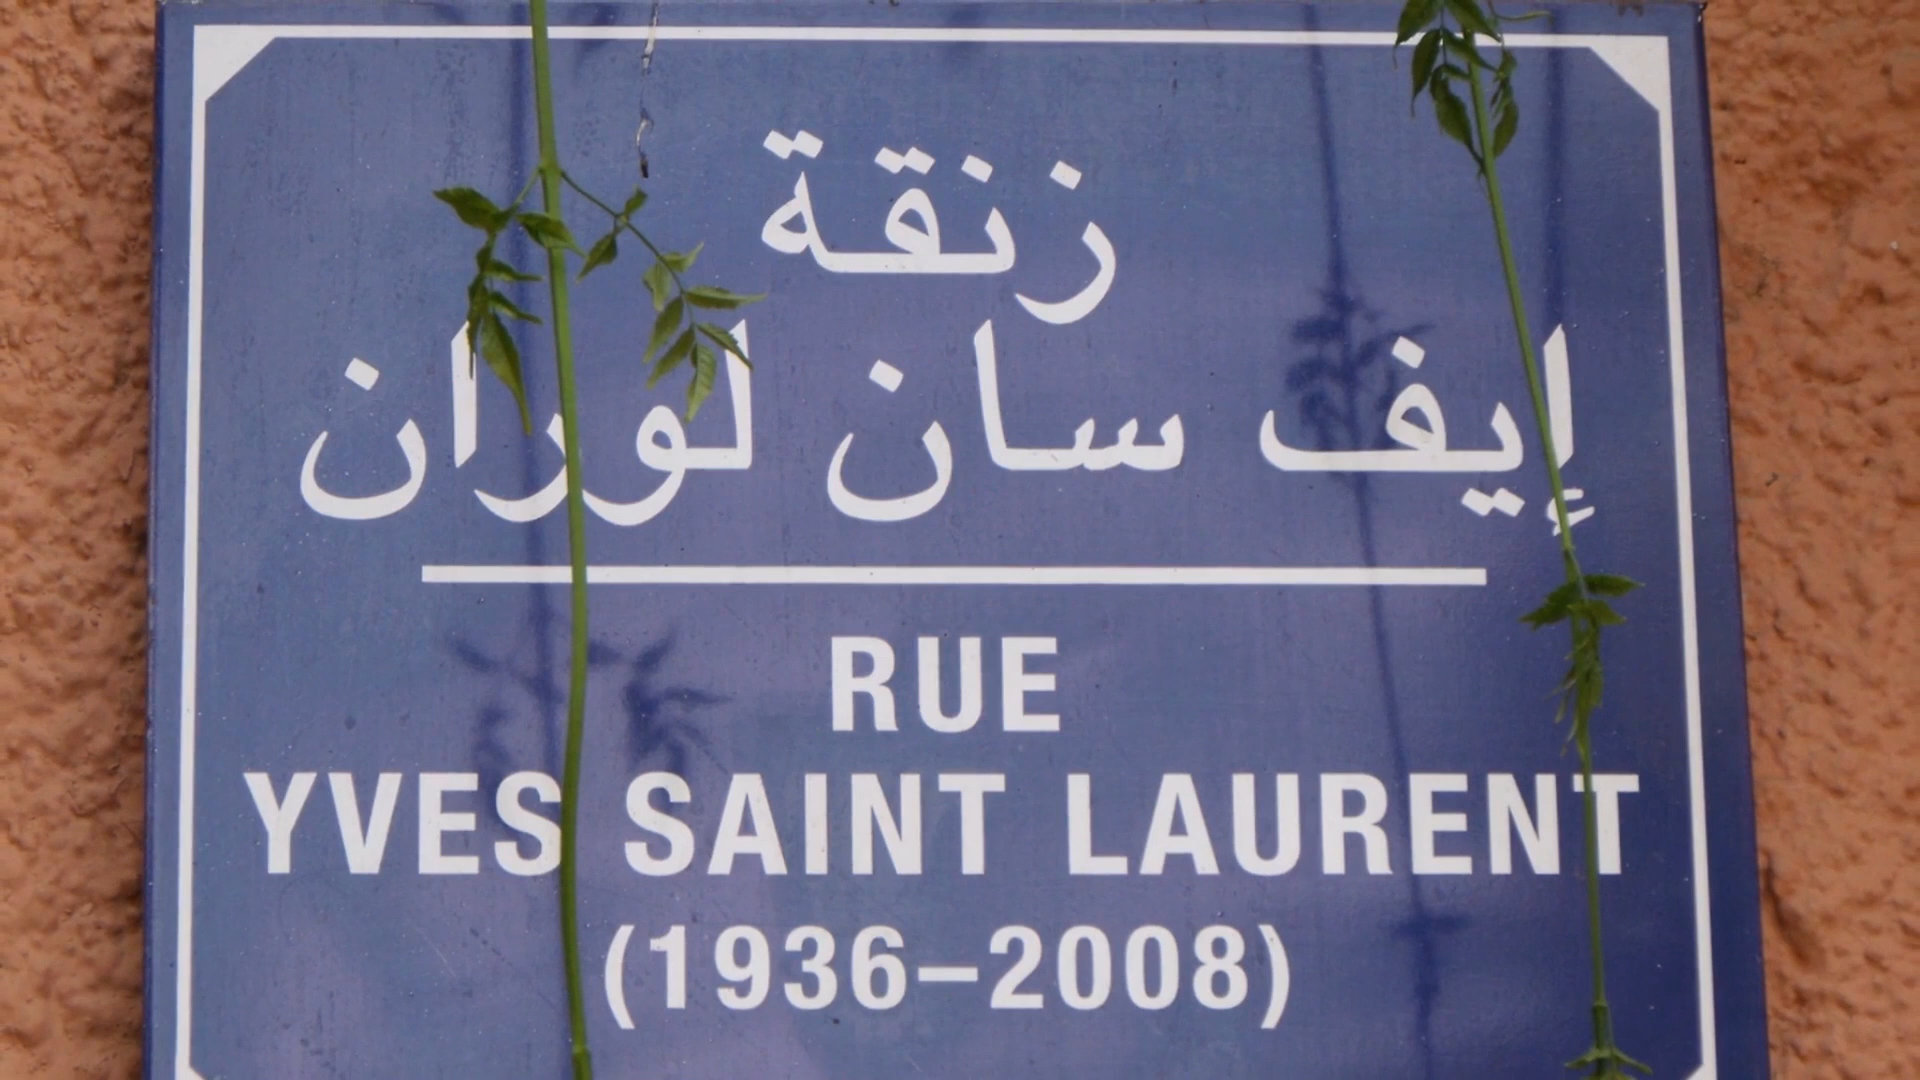 زنقة
إيف سان لوران
RUE
YVES SAINT LAURENT
(1936–2008)